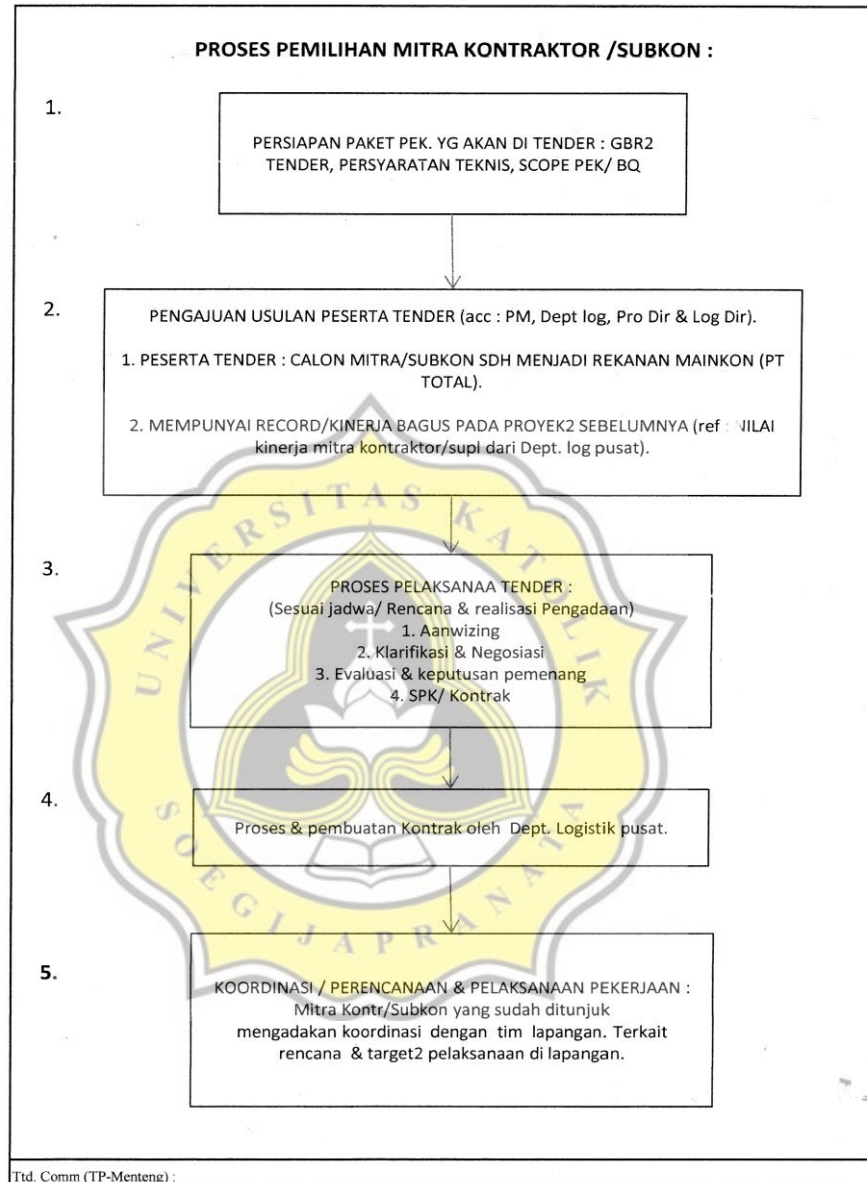 PROSES PEMILIHAN MITRA KONTRAKTOR /SUBKON :
1.
PERSIAPAN PAKET PEK. YG AKAN DI TENDER : GBR2
TENDER, PERSYARATAN TEKNIS, SCOPE PEK/ BQ
2.
PENGAJUAN USULAN PESERTA TENDER (acc : PM, Dept log, Pro Dir & Log Dir).
1. PESERTA TENDER : CALON MITRA/SUBKON SDH MENJADI REKANAN MAINKON (PT
TOTAL).
2. MEMPUNYAI RECORD/KINERJA BAGUS PADA PROYEK2 SEBELUMNYA (ref : NILAI
kinerja mitra kontraktor/supl dari Dept. log pusat).
3.
PROSES PELAKSANAA TENDER :
(Sesuai jadwa/ Rencana & realisasi Pengadaan)
1. Aanwizing
2. Klarifikasi & Negosiasi
3. Evaluasi & keputusan pemenang
4. SPK/ Kontrak
4.
Proses & pembuatan Kontrak oleh Dept. Logistik pusat.
5.
KOORDINASI / PERENCANAAN & PELAKSANAAN PEKERJAAN :
Mitra Kontr/Subkon yang sudah ditunjuk
mengadakan koordinasi dengan tim lapangan. Terkait
rencana & target2 pelaksanaan di lapangan.
UNIVERSITAS KATOLIK
SOEGIJAPRANATA
Ttd. Comm (TP-Menteng) :